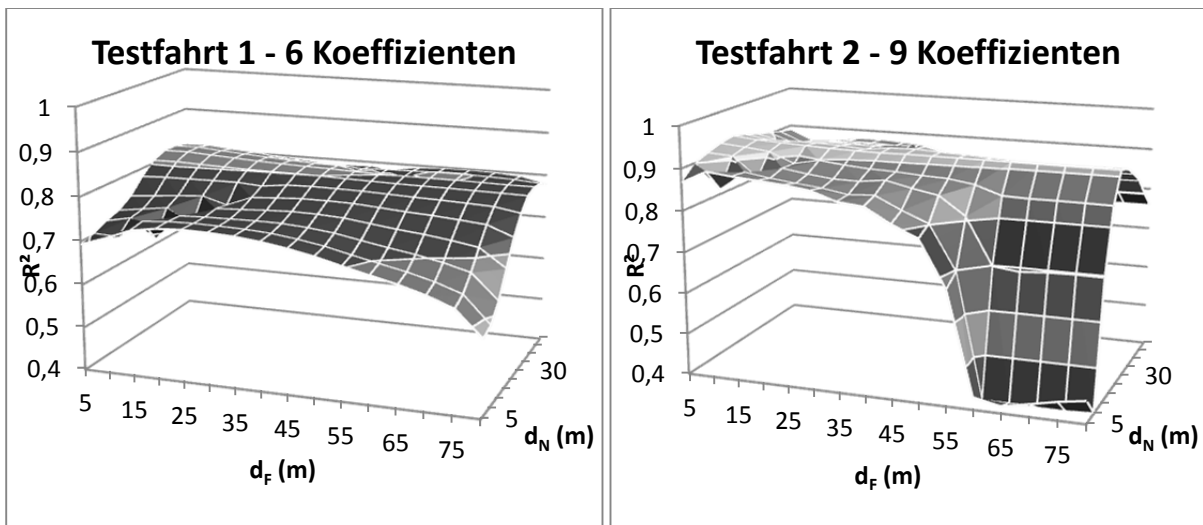 Testfahrt 1 - 6 Koeffizienten
1
0,9
0,8
0,7
0,6
0,5
0,4
R²
5 15 25 35 45 55 65 75
d_F (m)
5
30
d_N (m)
Testfahrt 2 - 9 Koeffizienten
1
0,9
0,8
0,7
0,6
0,5
0,4
R²
5 15 25 35 45 55 65 75
d_F (m)
5
30
d_N (m)